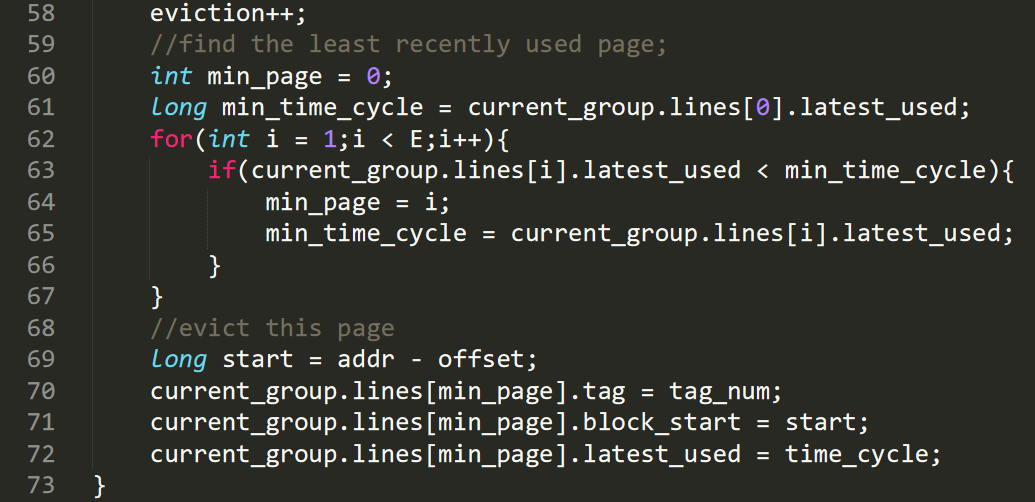 58 eviction++;
59 //find the least recently used page;
60 int min_page = 0;
61 long min_time_cycle = current_group.lines[0].latest_used;
62 for(int i = 1;i < E;i++){
63 if(current_group.lines[i].latest_used < min_time_cycle){
64 min_page = i;
65 min_time_cycle = current_group.lines[i].latest_used;
66 }
67 }
68 //evict this page
69 long start = addr - offset;
70 current_group.lines[min_page].tag = tag_num;
71 current_group.lines[min_page].block_start = start;
72 current_group.lines[min_page].latest_used = time_cycle;
73 }